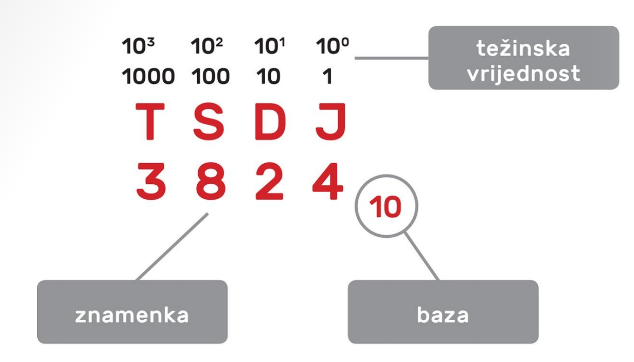 10³ 10² 10¹ 10⁰
1000 100 10 1
T S D J
3 8 2 4
10
težinska
vrijednost
znamenka
baza